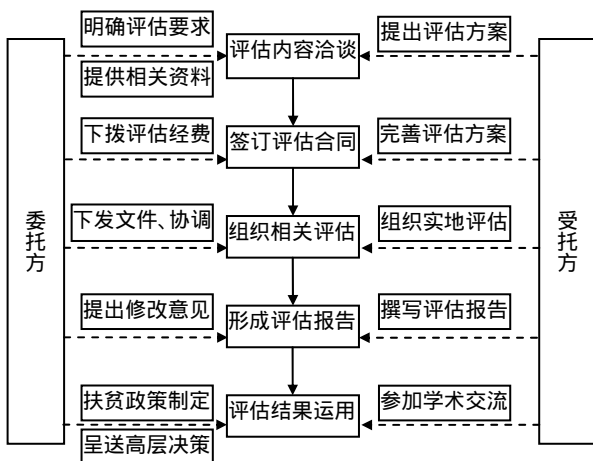 明确评估要求
提供相关资料
评估内容洽谈
提出评估方案
下拨评估经费
签订评估合同
完善评估方案
委托方
下发文件、协调
组织相关评估
组织实地评估
受托方
提出修改意见
形成评估报告
撰写评估报告
扶贫政策制定
呈送高层决策
评估结果运用
参加学术交流